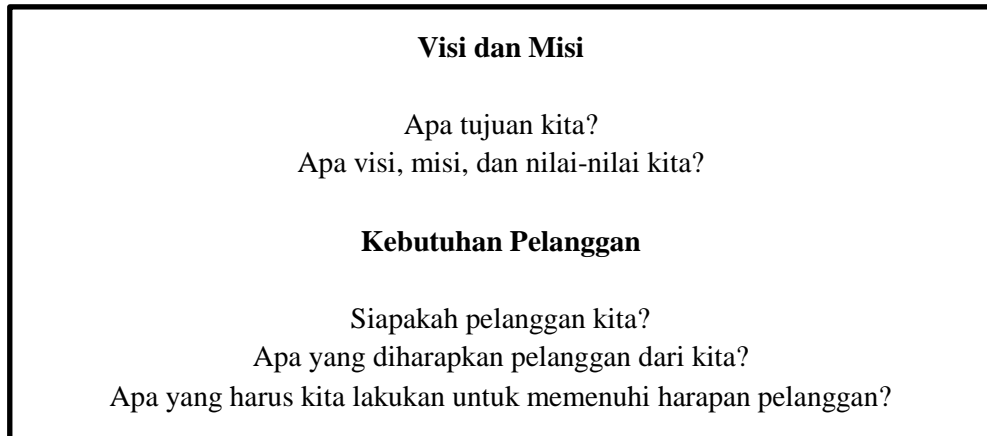 Visi dan Misi
Apa tujuan kita?
Apa visi, misi, dan nilai-nilai kita?
Kebutuhan Pelanggan
Siapakah pelanggan kita?
Apa yang diharapkan pelanggan dari kita?
Apa yang harus kita lakukan untuk memenuhi harapan pelanggan?